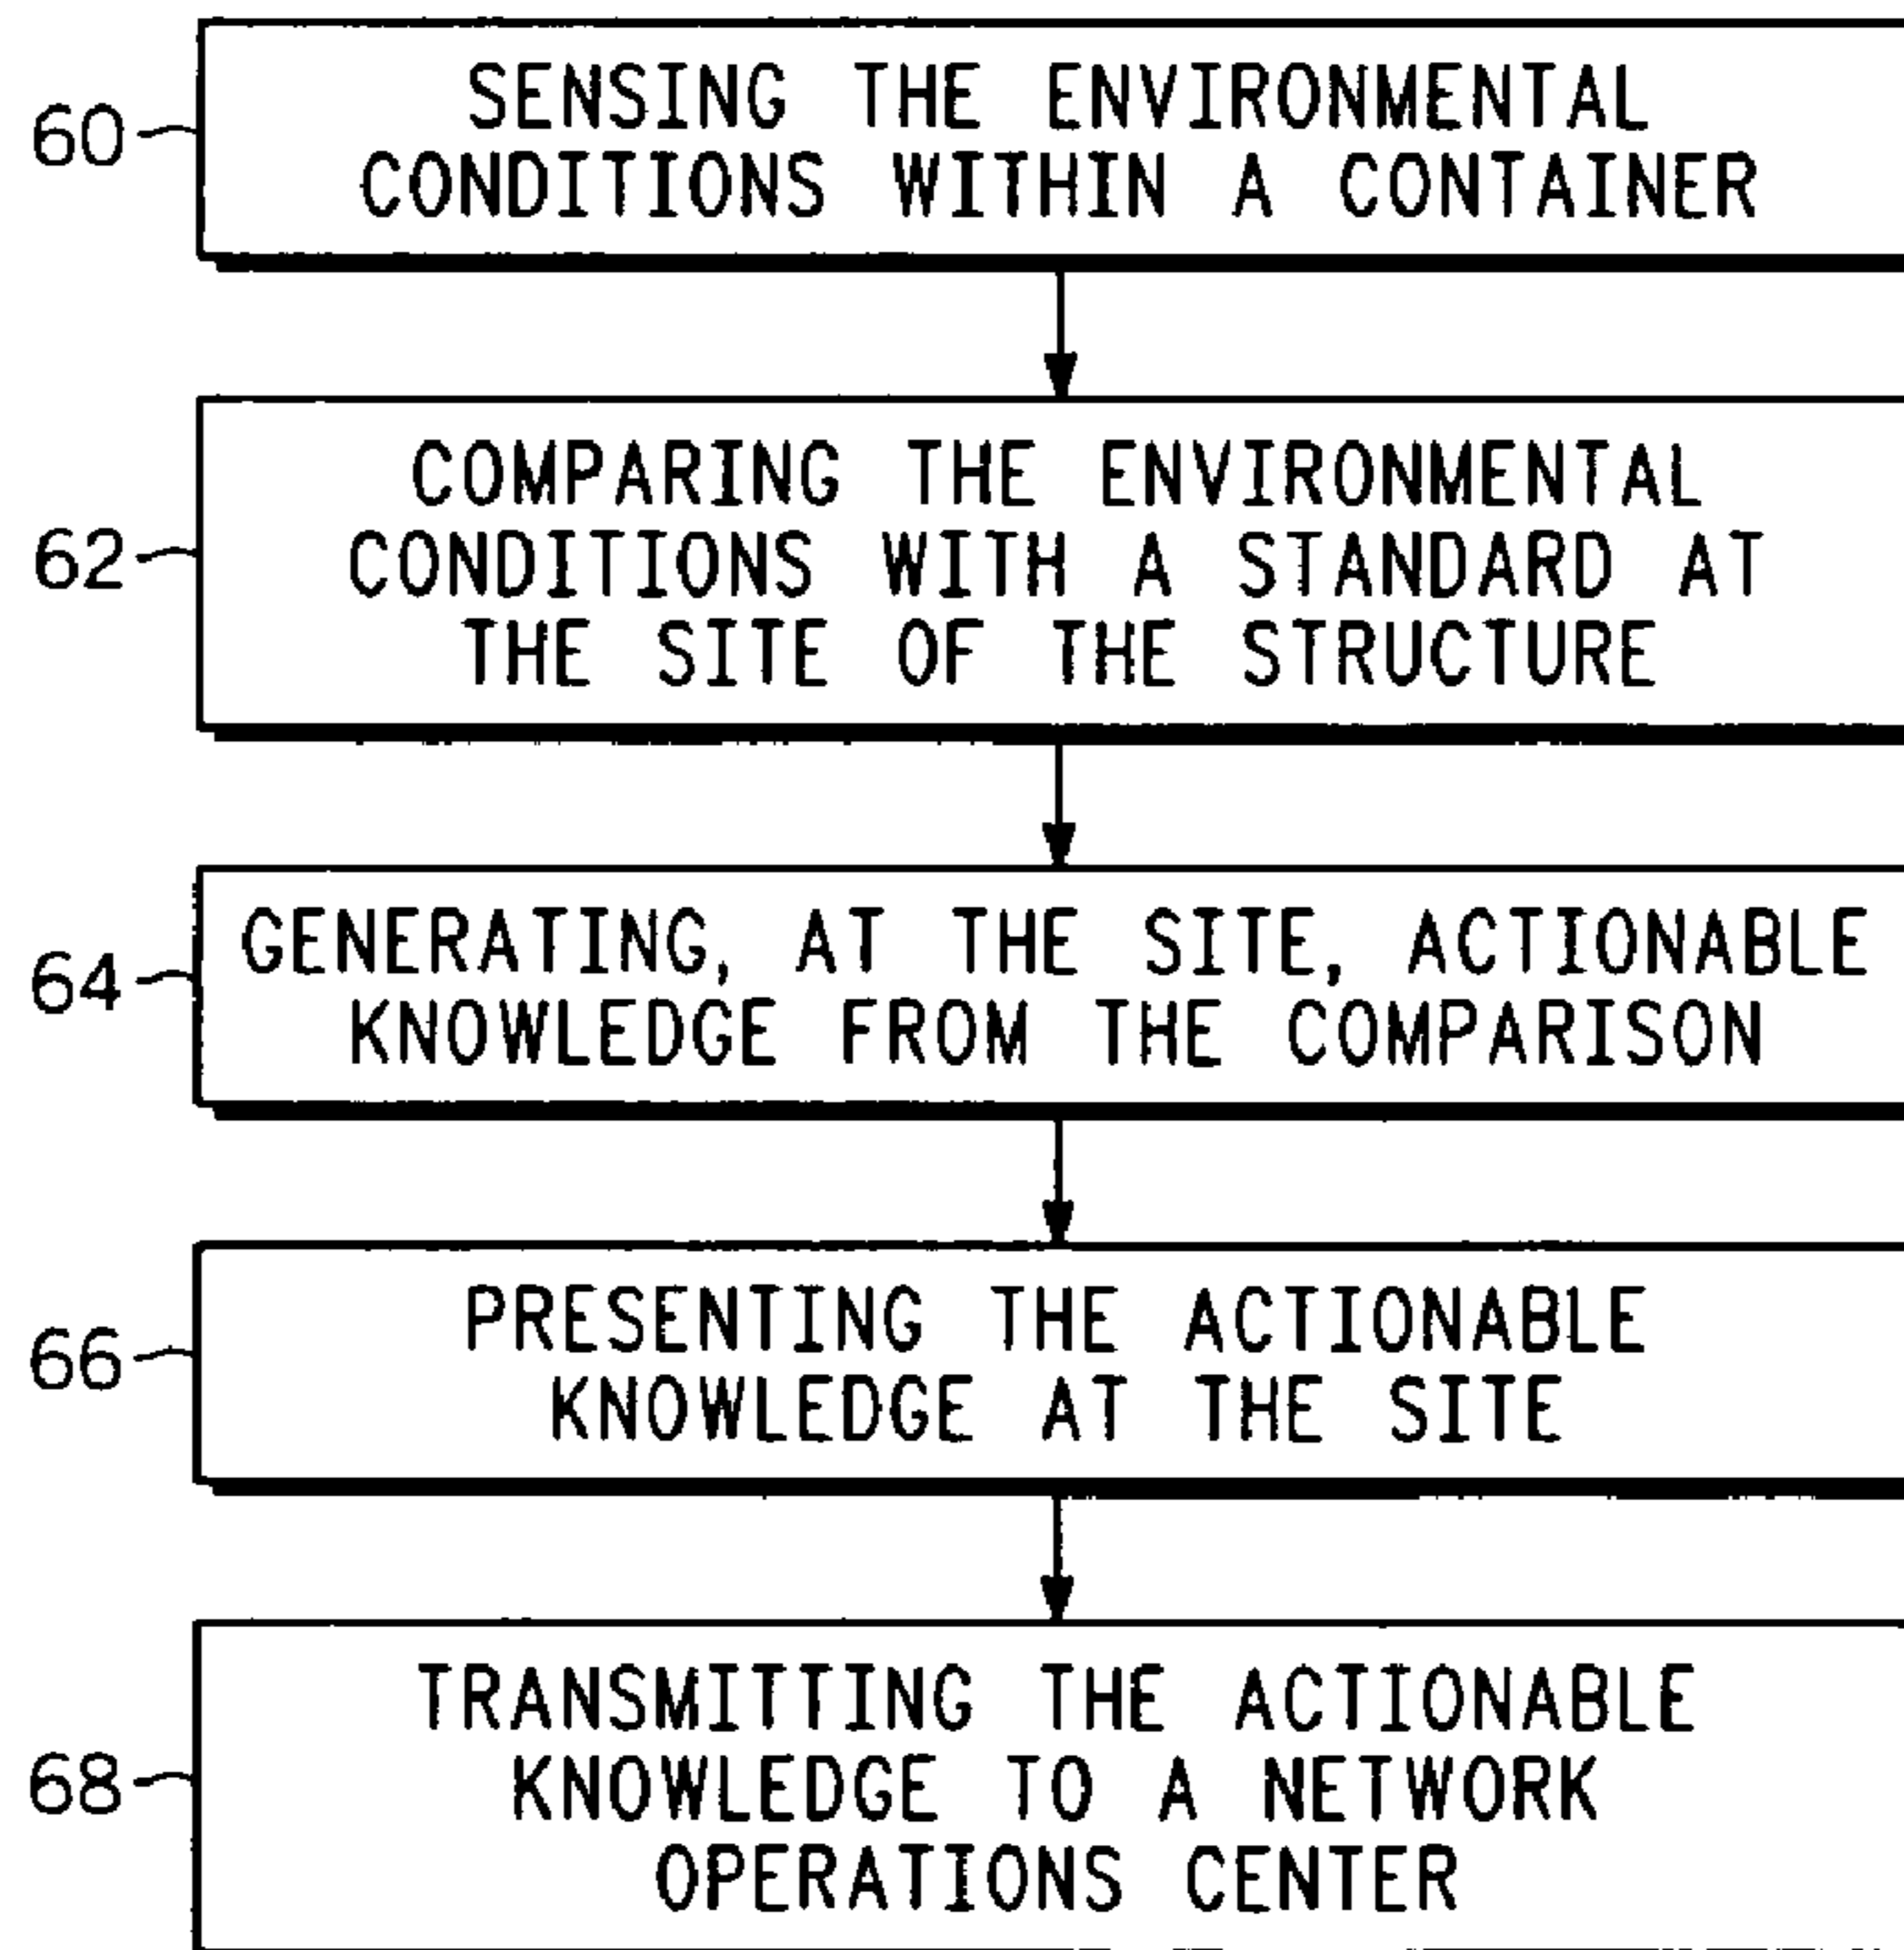 60
SENSING THE ENVIRONMENTAL
CONDITIONS WITHIN A CONTAINER
62
COMPARING THE ENVIRONMENTAL
CONDITIONS WITH A STANDARD AT
THE SITE OF THE STRUCTURE
64
GENERATING, AT THE SITE, ACTIONABLE
KNOWLEDGE FROM THE COMPARISON
66
PRESENTING THE ACTIONABLE
KNOWLEDGE AT THE SITE
68
TRANSMITTING THE ACTIONABLE
KNOWLEDGE TO A NETWORK
OPERATIONS CENTER